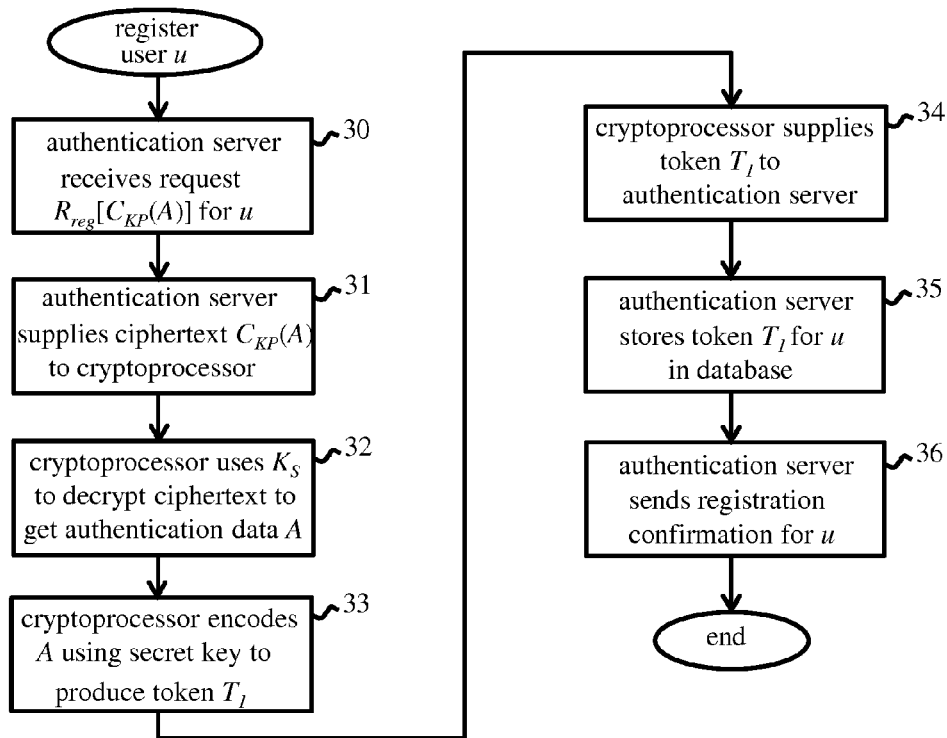 register
user u
30
authentication server
receives request
R_reg[C_KP(A)] for u
31
authentication server
supplies ciphertext C_KP(A)
to cryptoprocessor
32
cryptoprocessor uses K_S
to decrypt ciphertext to
get authentication data A
33
cryptoprocessor encodes
A using secret key to
produce token T_1
34
cryptoprocessor supplies
token T_1 to
authentication server
35
authentication server
stores token T_1 for u
in database
36
authentication server
sends registration
confirmation for u
end